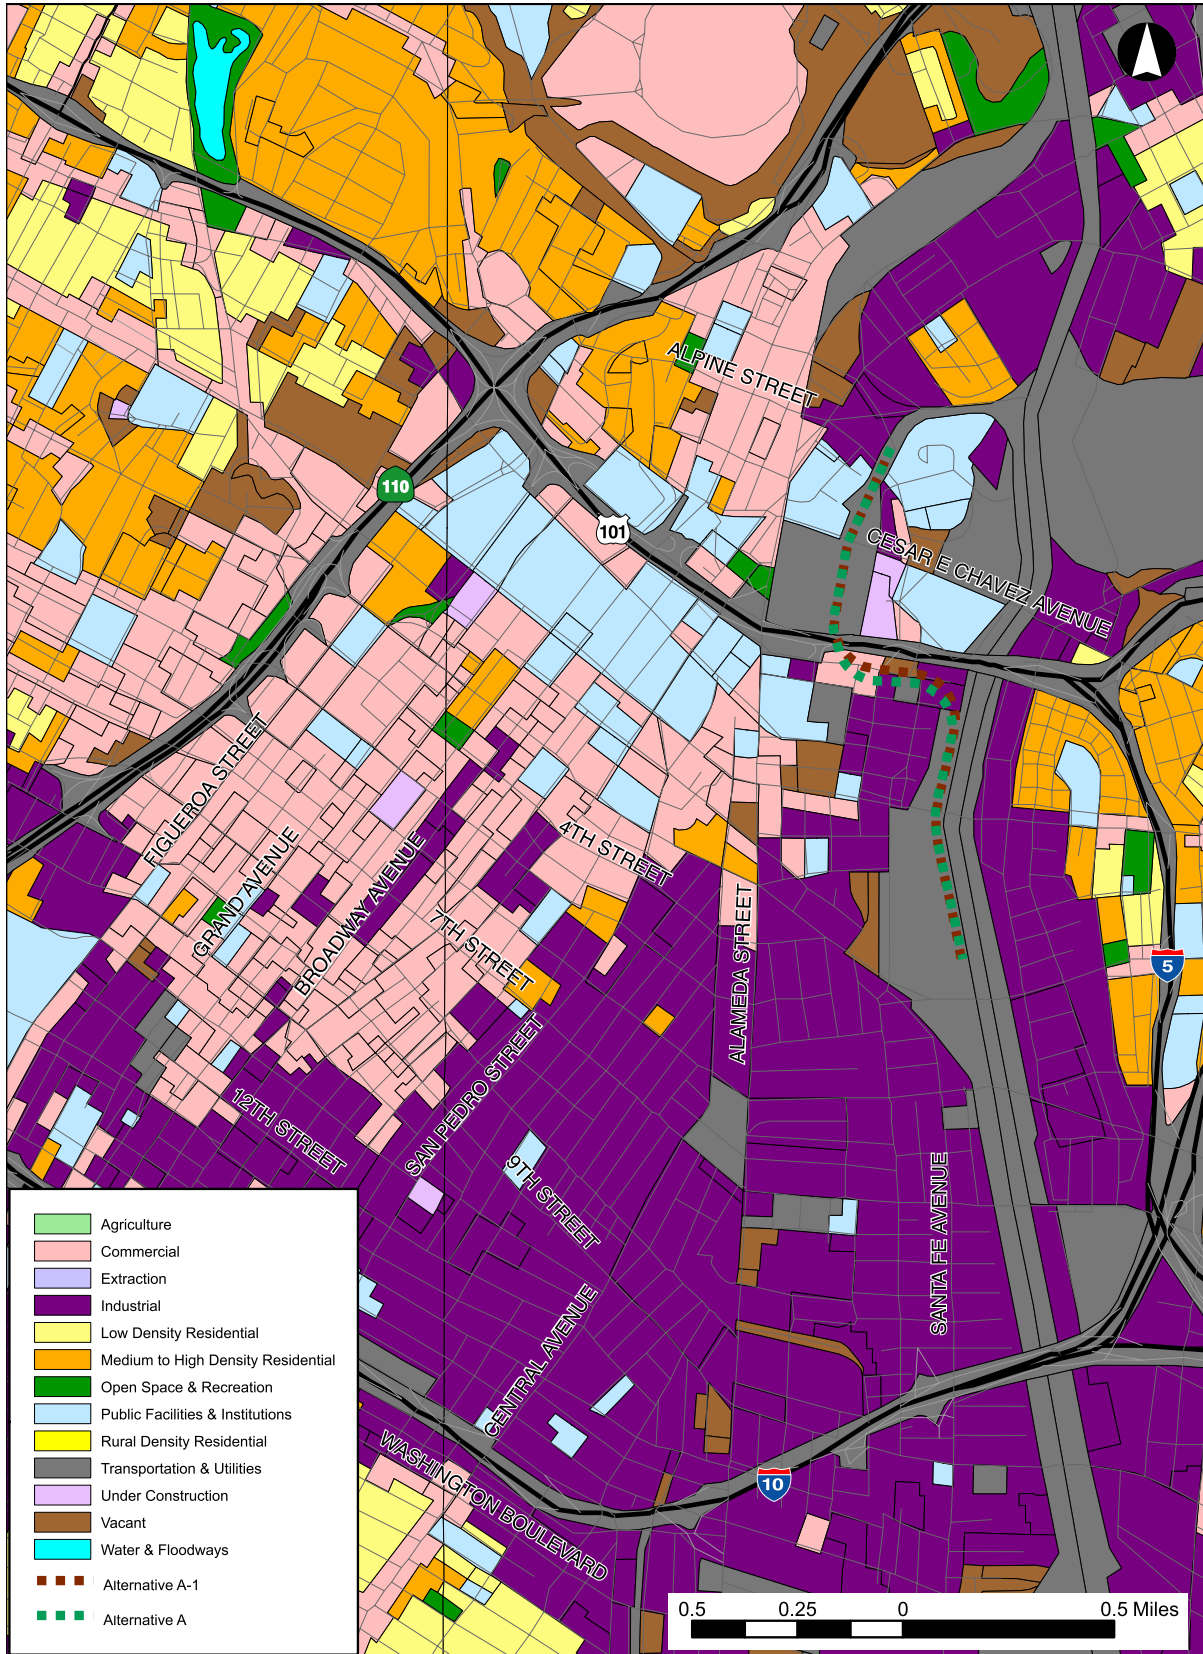 ALPINE STREET
110
101
CESAR E CHAVEZ AVENUE
FIGUEROA STREET
GRAND AVENUE
BROADWAY AVENUE
4TH STREET
7TH STREET
ALAMEDA STREET
5
SAN PEDRO STREET
12TH STREET
9TH STREET
SANTA FE AVENUE
CENTRAL AVENUE
WASHINGTON BOULEVARD
10
Agriculture
Commercial
Extraction
Industrial
Low Density Residential
Medium to High Density Residential
Open Space & Recreation
Public Facilities & Institutions
Rural Density Residential
Transportation & Utilities
Under Construction
Vacant
Water & Floodways
Alternative A-1
Alternative A
0.5 0.25 0 0.5 Miles